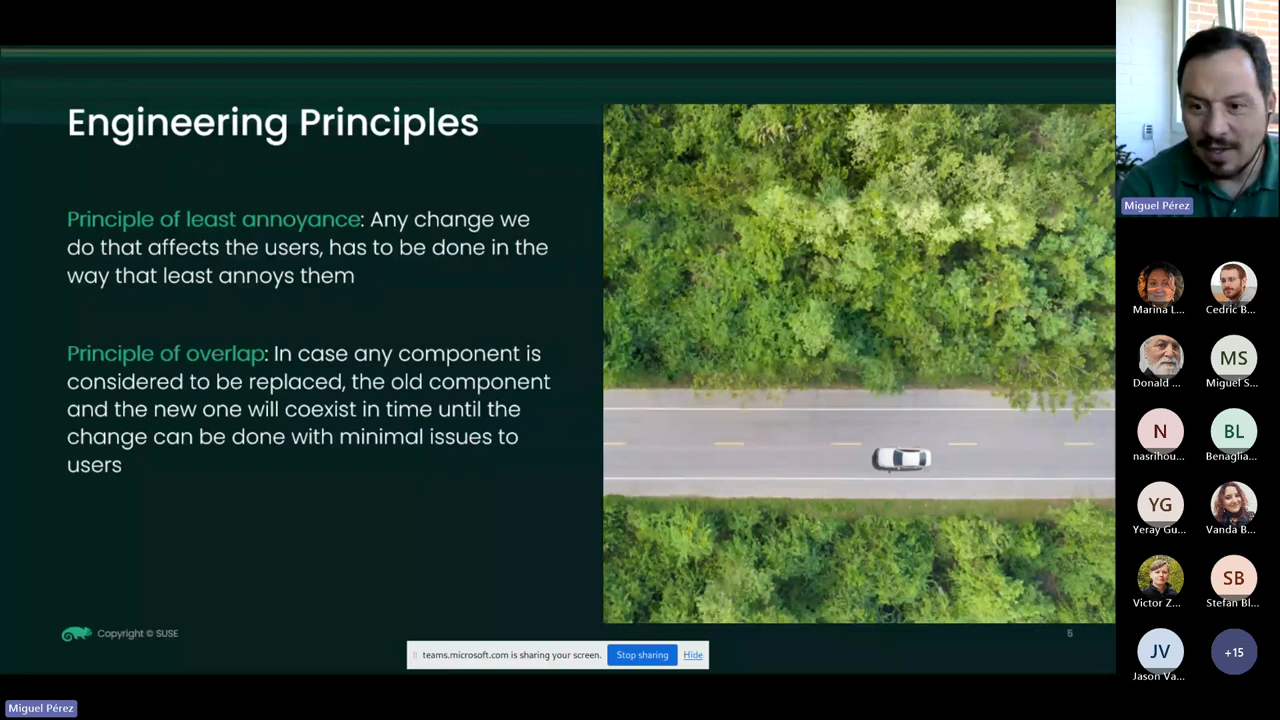 Engineering Principles
Principle of least annoyance: Any change we
do that affects the users, has to be done in the
way that least annoys them
Principle of overlap: In case any component is
considered to be replaced, the old component
and the new one will coexist in time until the
change can be done with minimal issues to
users
Copyright © SUSE
5
teams.microsoft.com is sharing your screen.
Stop sharing
Hide
Miguel Pérez
Miguel Pérez
Marina L...
Cedric B...
Donald ...
MS
Miguel S...
N
nasrihou...
BL
Benaglia...
YG
Yeray Gu...
Vanda B...
Victor Z...
SB
Stefan Bl...
JV
Jason Va...
+15